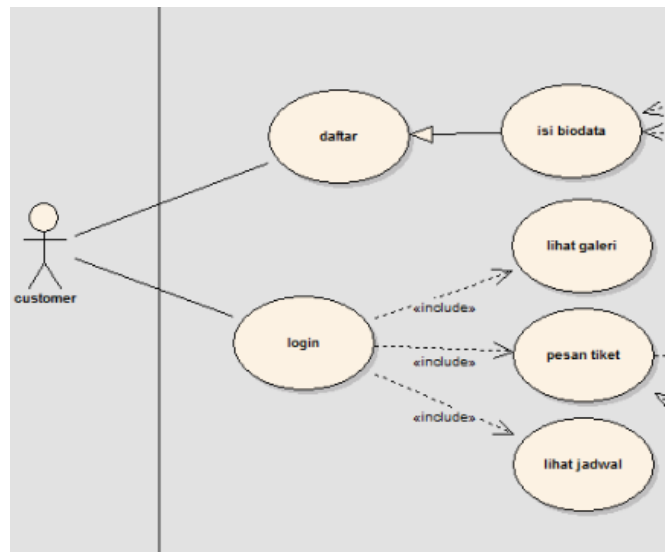 daftar
isi biodata
lihat galeri
customer
«include»
login
«include»
pesan tiket
«include»
lihat jadwal